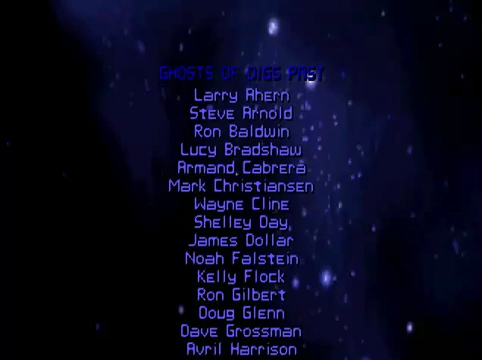 GHOSTS OF DIGS PAST
Larry Ahern
Steve Arnold
Ron Baldwin
Lucy Bradshaw
Armand Cabrera
Mark Christiansen
Wayne Cline
Shelley Day
James Dollar
Noah Falstein
Kelly Flock
Ron Gilbert
Doug Glenn
Dave Grossman
Avril Harrison